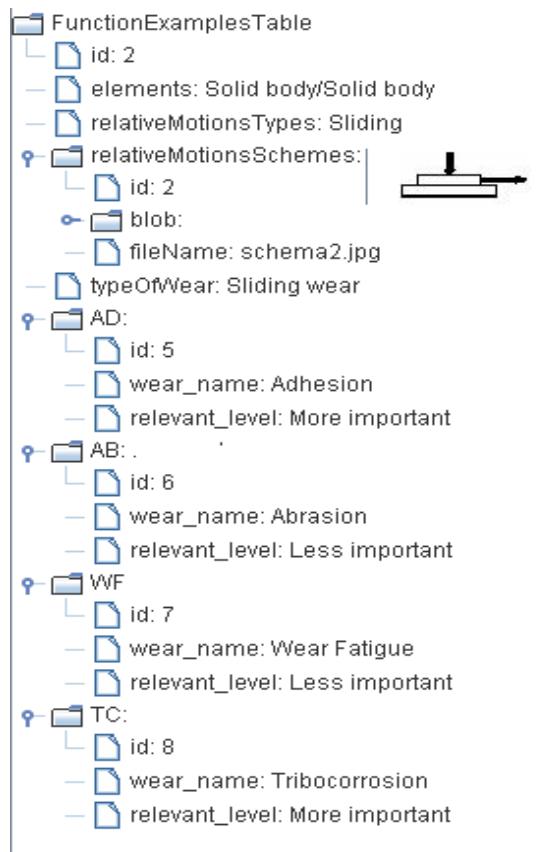 FunctionExamplesTable
id: 2
elements: Solid body/Solid body
relativeMotionsTypes: Sliding
relativeMotionsSchemes:
id: 2
blob:
fileName: schema2.jpg
typeOfWear: Sliding wear
AD:
id: 5
wear_name: Adhesion
relevant_level: More important
AB: .
id: 6
wear_name: Abrasion
relevant_level: Less important
WF
id: 7
wear_name: Wear Fatigue
relevant_level: Less important
TC:
id: 8
wear_name: Tribocorrosion
relevant_level: More important